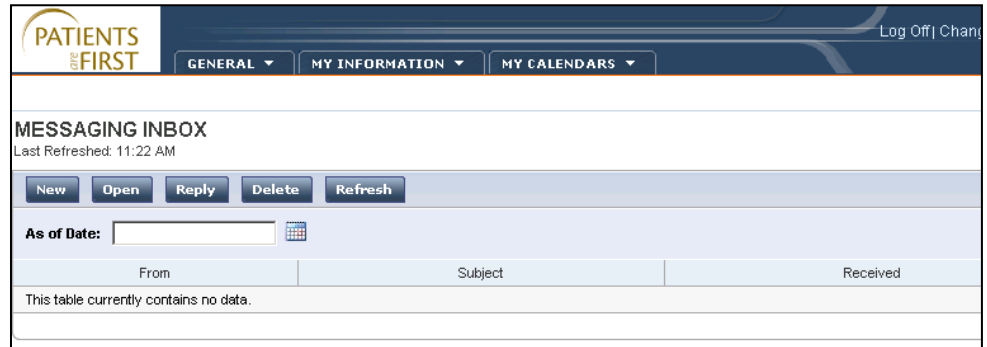 PATIENTS
are FIRST
Log Off| Chang
GENERAL MY INFORMATION MY CALENDARS
MESSAGING INBOX
Last Refreshed: 11:22 AM
New Open Reply Delete Refresh
As of Date:
From Subject Received
This table currently contains no data.